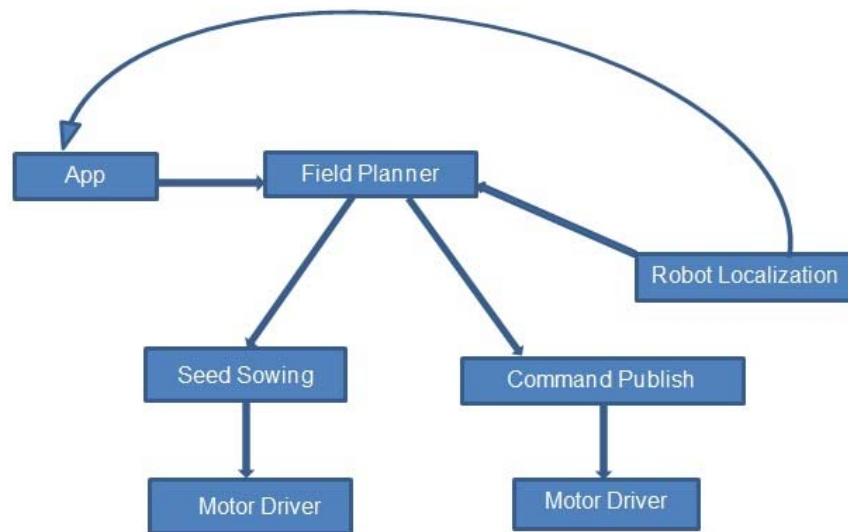 App
Field Planner
Robot Localization
Seed Sowing
Command Publish
Motor Driver
Motor Driver